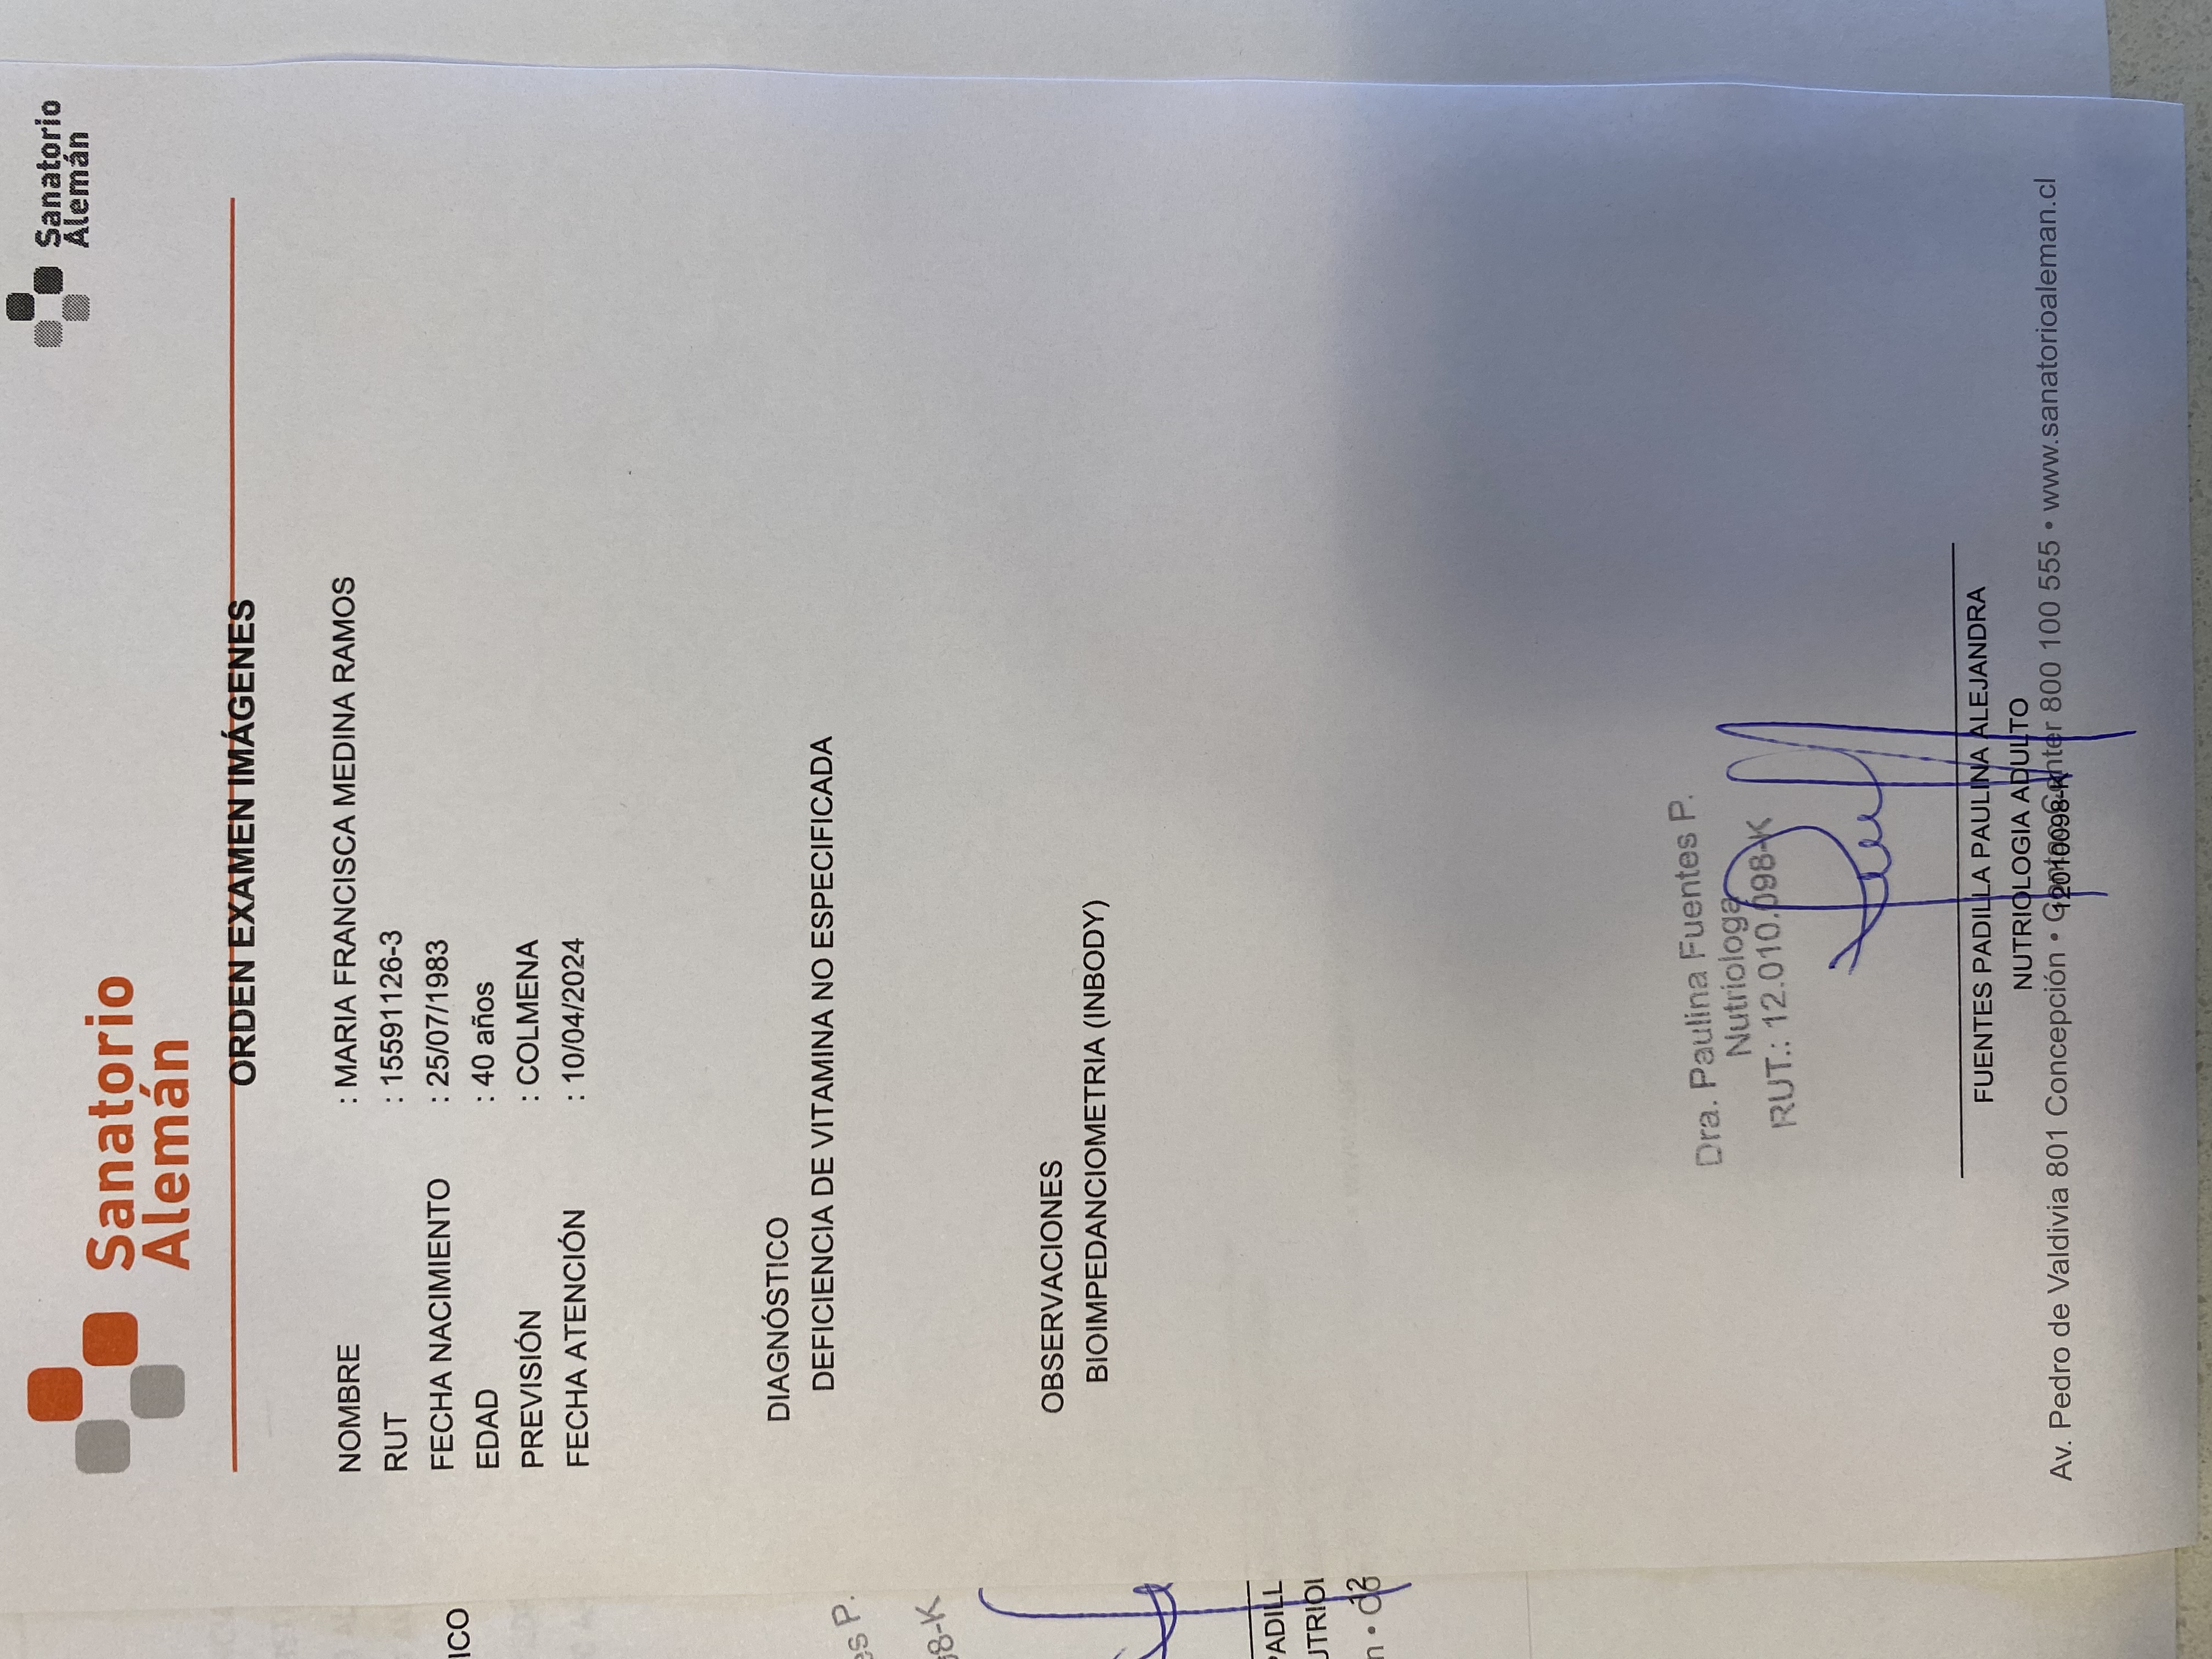 Sanatorio
Alemán
Sanatorio
Alemán
ORDEN EXAMEN IMÁGENES
NOMBRE : MARIA FRANCISCA MEDINA RAMOS
RUT : 15591126-3
FECHA NACIMIENTO : 25/07/1983
EDAD : 40 años
PREVISIÓN : COLMENA
FECHA ATENCIÓN : 10/04/2024
ICO
DIAGNÓSTICO
DEFICIENCIA DE VITAMINA NO ESPECIFICADA
es P.
98-K
OBSERVACIONES
BIOIMPEDANCIOMETRIA (INBODY)
PADILL
UTRIOI
12
n •
Dra. Paulina Fuentes P.
Nutriologa
RUT.: 12.010.098-K
FUENTES PADILLA PAULINA ALEJANDRA
NUTRIOLOGIA ADULTO
12010098-K
Av. Pedro de Valdivia 801 Concepción • Contac Center 800 100 555 • www.sanatorioaleman.cl